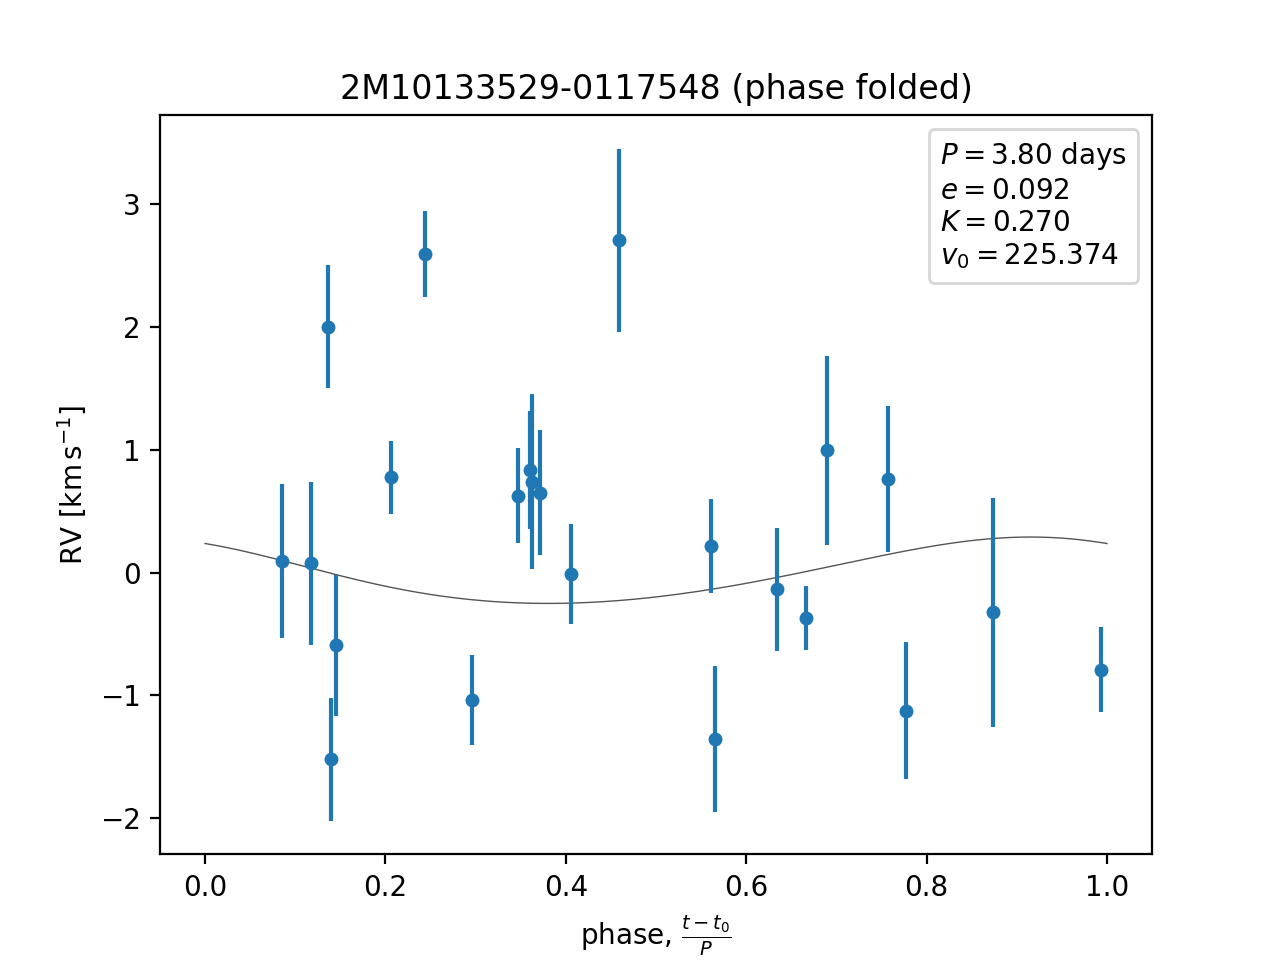 2M10133529-0117548 (phase folded)
P = 3.80 days
e = 0.092
K = 0.270
v₀ = 225.374
3
2
1
0
−1
−2
RV [km s⁻¹]
0.0 0.2 0.4 0.6 0.8 1.0
phase, (t − t₀)/P